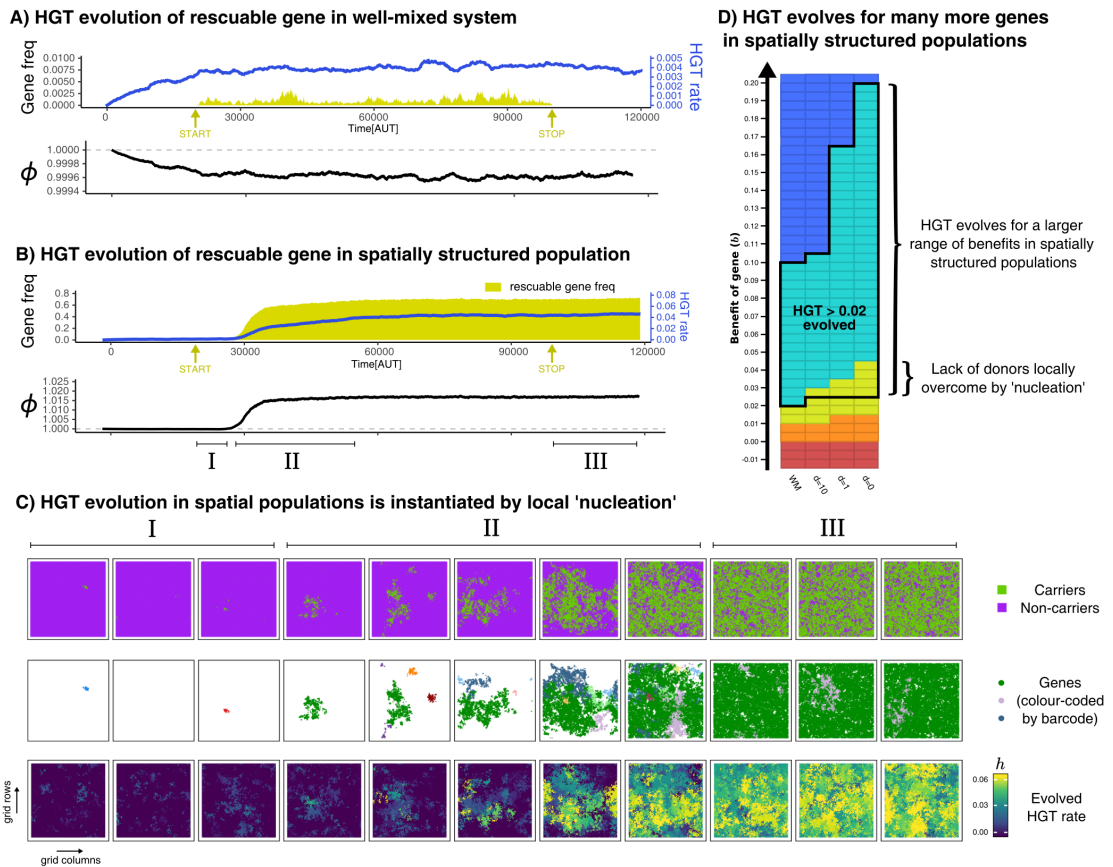 A) HGT evolution of rescuable gene in well-mixed system
Gene freq
0.0100
0.0075
0.0050
0.0025
0.0000
0.005
0.004
0.003
0.002
0.001
0.000
HGT rate
0
30000
60000
90000
120000
START
Time[AUT]
STOP
ϕ
1.0000
0.9998
0.9996
0.9994
B) HGT evolution of rescuable gene in spatially structured population
rescuable gene freq
Gene freq
0.8
0.6
0.4
0.2
0.0
0.08
0.06
0.04
0.02
0.00
HGT rate
0
30000
60000
90000
120000
START
Time[AUT]
STOP
ϕ
1.025
1.020
1.015
1.010
1.005
1.000
I
II
III
D) HGT evolves for many more genes
in spatially structured populations
Benefit of gene (b)
0.20
0.19
0.18
0.17
0.16
0.15
0.14
0.13
0.12
0.11
0.10
0.09
0.08
0.07
0.06
0.05
0.04
0.03
0.02
0.01
0.00
-0.01
WM
d=10
d=1
d=0
HGT > 0.02
evolved
HGT evolves for a larger
range of benefits in spatially
structured populations
Lack of donors locally
overcome by 'nucleation'
C) HGT evolution in spatial populations is instantiated by local 'nucleation'
I
II
III
Carriers
Non-carriers
Genes
(colour-coded
by barcode)
h
0.06
0.03
0.00
Evolved
HGT rate
grid rows
grid columns